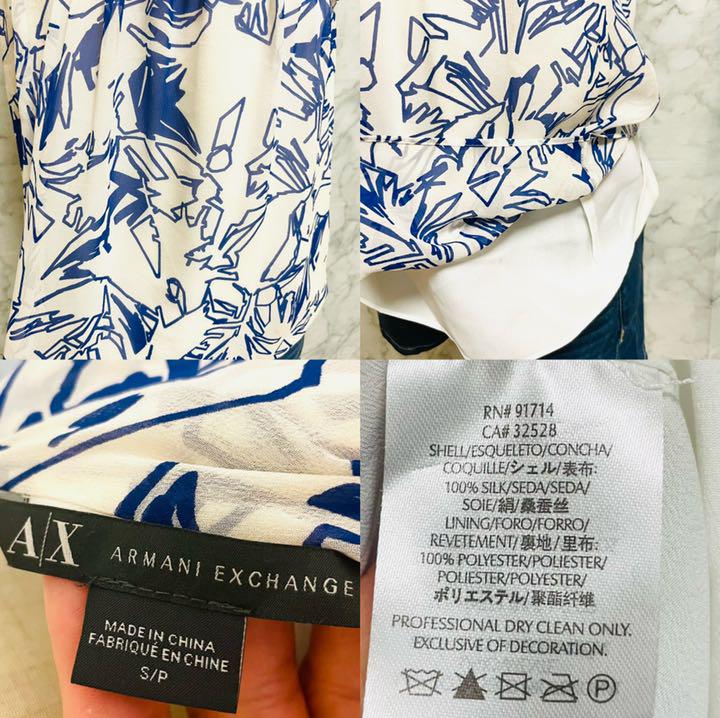 A|X ARMANI EXCHANGE
MADE IN CHINA
FABRIQUÉ EN CHINE
S/P
RN# 91714
CA# 32528
SHELL/ESQUELETO/CONCHA/
COQUILLE/シェル/表布:
100% SILK/SEDA/SEDA/
SOIE/絹/桑蚕丝
LINING/FORO/FORRO/
REVETEMENT/裏地/里布:
100% POLYESTER/POLIESTER/
POLIESTER/POLYESTER/
ポリエステル/聚酯纤维
PROFESSIONAL DRY CLEAN ONLY.
EXCLUSIVE OF DECORATION.
P